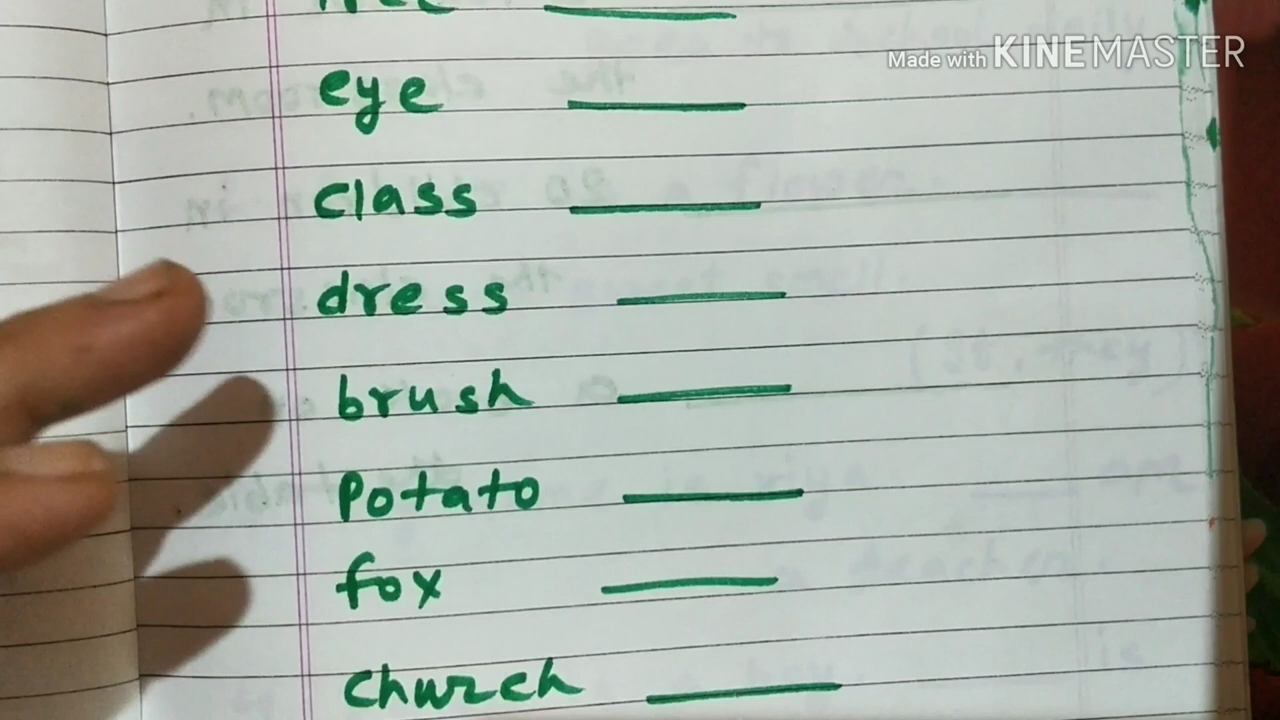 Made with KINEMASTER
eye
class
dress
brush
Potato
fox
church